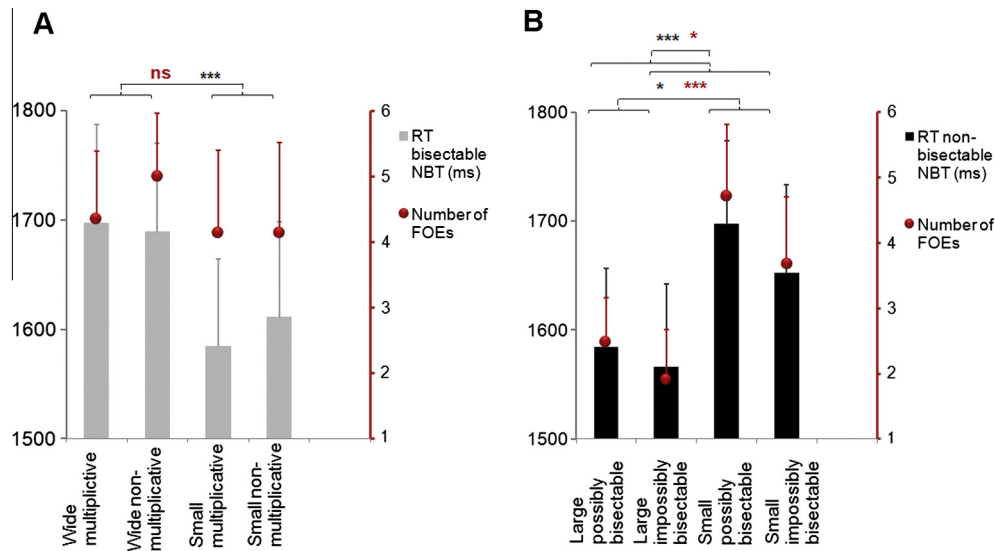 A
ns ***
1800
1700
1600
1500
6
5
4
3
2
1
RT
bisectable
NBT (ms)
Number of
FOEs
Wide
multiplictive
Wide non-
multiplicative
Small
multiplicative
Small non-
multiplicative
B
*** *
* ***
1800
1700
1600
1500
6
5
4
3
2
1
RT non-
bisectable
NBT (ms)
Number of
FOEs
Large
possibly
bisectable
Large
impossibly
bisectable
Small
possibly
bisectable
Small
impossibly
bisectable